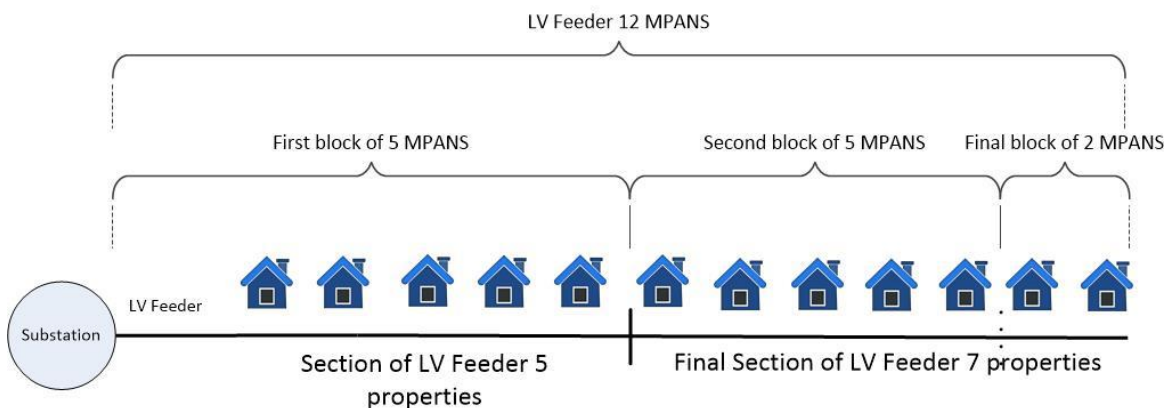 LV Feeder 12 MPANS
First block of 5 MPANS
Second block of 5 MPANS
Final block of 2 MPANS
LV Feeder
Substation
Section of LV Feeder 5
properties
Final Section of LV Feeder 7 properties